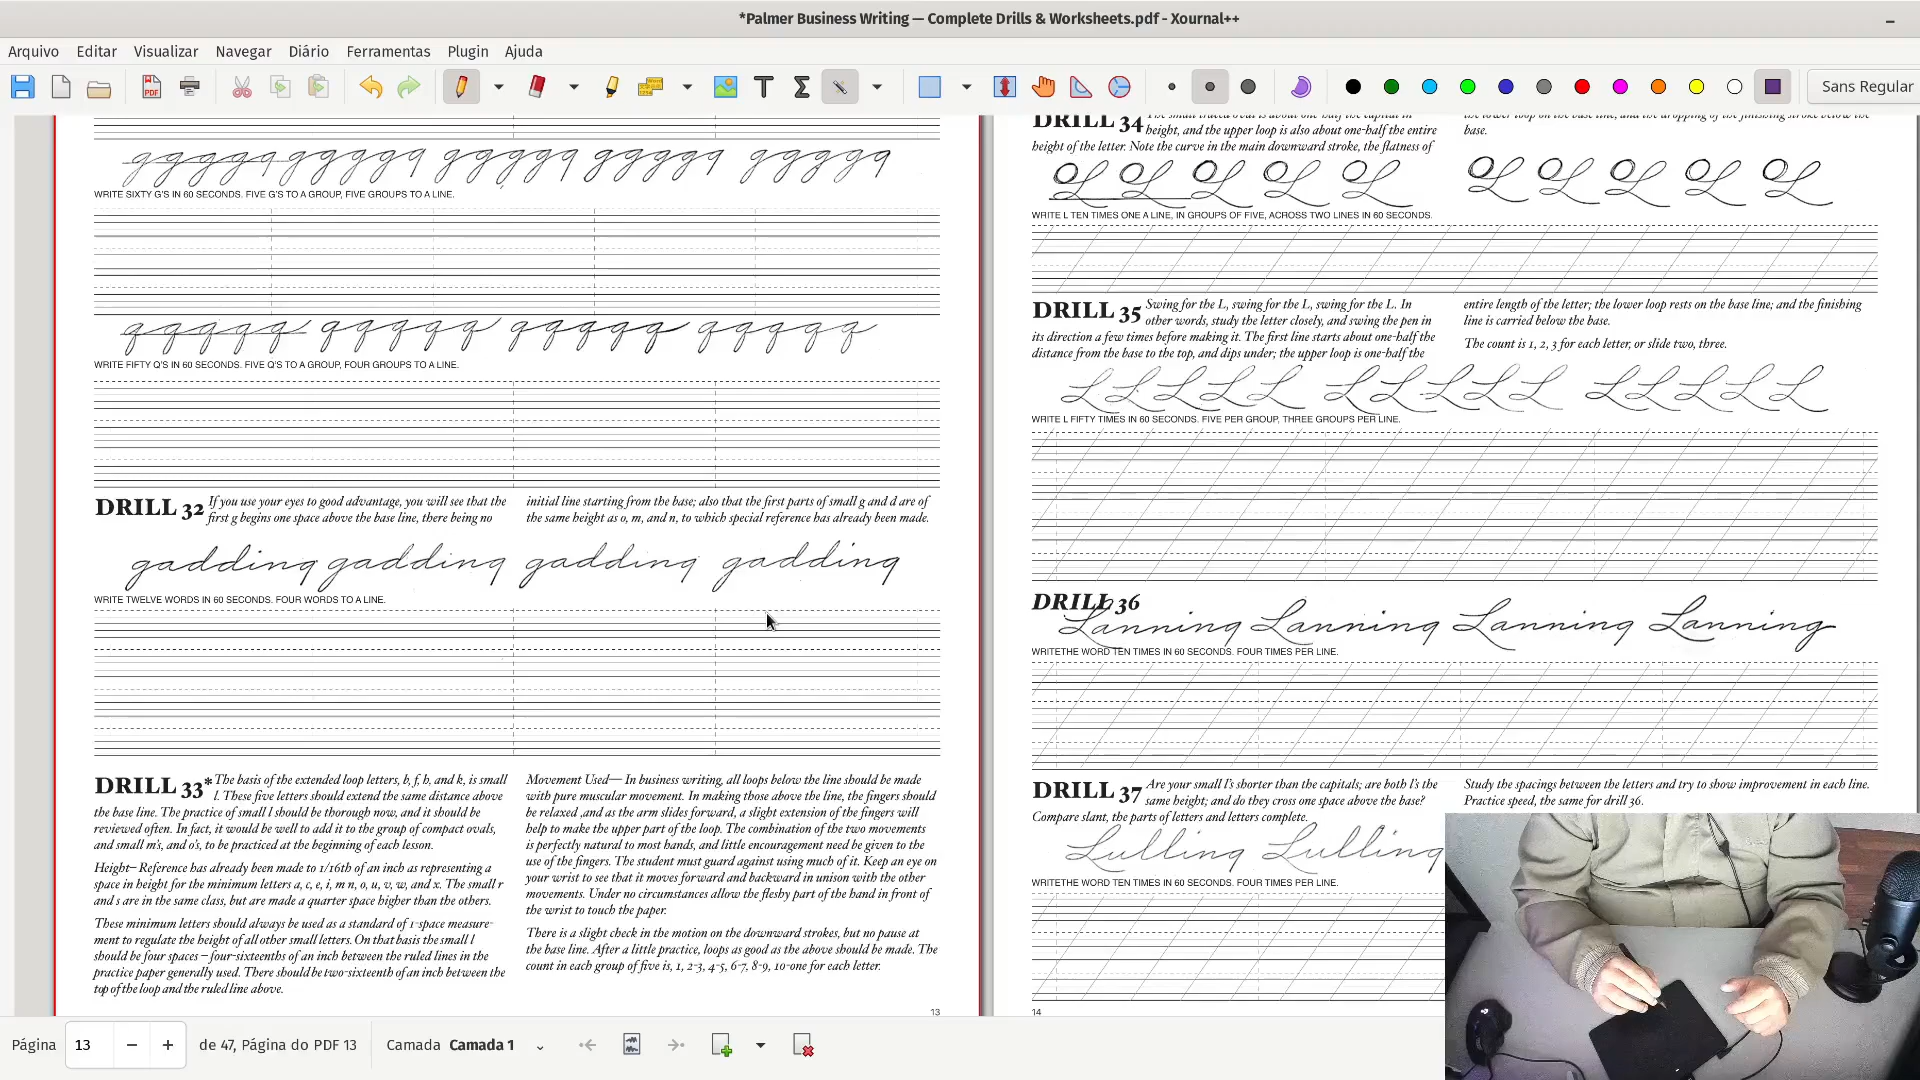 *Palmer Business Writing — Complete Drills & Worksheets.pdf - Xournal++
Arquivo Editar Visualizar Navegar Diário Ferramentas Plugin Ajuda
PDF T Σ Sans Regular
ggggg ggggg ggggg ggggg ggggg
WRITE SIXTY G'S IN 60 SECONDS. FIVE G'S TO A GROUP, FIVE GROUPS TO A LINE.
qqqqq qqqqq qqqqq qqqqq
WRITE FIFTY Q'S IN 60 SECONDS. FIVE Q'S TO A GROUP, FOUR GROUPS TO A LINE.
DRILL 32 If you use your eyes to good advantage, you will see that the
first g begins one space above the base line, there being no
initial line starting from the base; also that the first parts of small g and d are of
the same height as o, m, and n, to which special reference has already been made.
gadding gadding gadding gadding
WRITE TWELVE WORDS IN 60 SECONDS. FOUR WORDS TO A LINE.
DRILL 33* The basis of the extended loop letters, b, f, h, and k, is small
l. These five letters should extend the same distance above
the base line. The practice of small l should be thorough now, and it should be
reviewed often. In fact, it would be well to add it to the group of compact ovals,
and small m's, and o's, to be practiced at the beginning of each lesson.
Height— Reference has already been made to 1/16th of an inch as representing a
space in height for the minimum letters a, c, e, i, m n, o, u, v, w, and x. The small r
and s are in the same class, but are made a quarter space higher than the others.
These minimum letters should always be used as a standard of 1-space measure-
ment to regulate the height of all other small letters. On that basis the small l
should be four spaces – four-sixteenths of an inch between the ruled lines in the
practice paper generally used. There should be two-sixteenth of an inch between the
top of the loop and the ruled line above.
Movement Used— In business writing, all loops below the line should be made
with pure muscular movement. In making those above the line, the fingers should
be relaxed ,and as the arm slides forward, a slight extension of the fingers will
help to make the upper part of the loop. The combination of the two movements
is perfectly natural to most hands, and little encouragement need be given to the
use of the fingers. The student must guard against using much of it. Keep an eye on
your wrist to see that it moves forward and backward in unison with the other
movements. Under no circumstances allow the fleshy part of the hand in front of
the wrist to touch the paper.
There is a slight check in the motion on the downward strokes, but no pause at
the base line. After a little practice, loops as good as the above should be made. The
count in each group of five is, 1, 2-3, 4-5, 6-7, 8-9, 10-one for each letter.
13
DRILL 34
height, and the upper loop is also about one-half the entire
height of the letter. Note the curve in the main downward stroke, the flatness of
base.
L L L L L L L L L L
WRITE L TEN TIMES ONE A LINE, IN GROUPS OF FIVE, ACROSS TWO LINES IN 60 SECONDS.
DRILL 35 Swing for the L, swing for the L, swing for the L. In
other words, study the letter closely, and swing the pen in
its direction a few times before making it. The first line starts about one-half the
distance from the base to the top, and dips under; the upper loop is one-half the
entire length of the letter; the lower loop rests on the base line; and the finishing
line is carried below the base.
The count is 1, 2, 3 for each letter, or slide two, three.
LLLLL LLLLL LLLLL
WRITE L FIFTY TIMES IN 60 SECONDS. FIVE PER GROUP, THREE GROUPS PER LINE.
DRILL 36
Lanning Lanning Lanning Lanning
WRITETHE WORD TEN TIMES IN 60 SECONDS. FOUR TIMES PER LINE.
DRILL 37 Are your small l's shorter than the capitals; are both l's the
same height; and do they cross one space above the base?
Compare slant, the parts of letters and letters complete.
Study the spacings between the letters and try to show improvement in each line.
Practice speed, the same for drill 36.
Lulling Lulling
WRITETHE WORD TEN TIMES IN 60 SECONDS. FOUR TIMES PER LINE.
14
Página 13 − + de 47, Página do PDF 13 Camada Camada 1